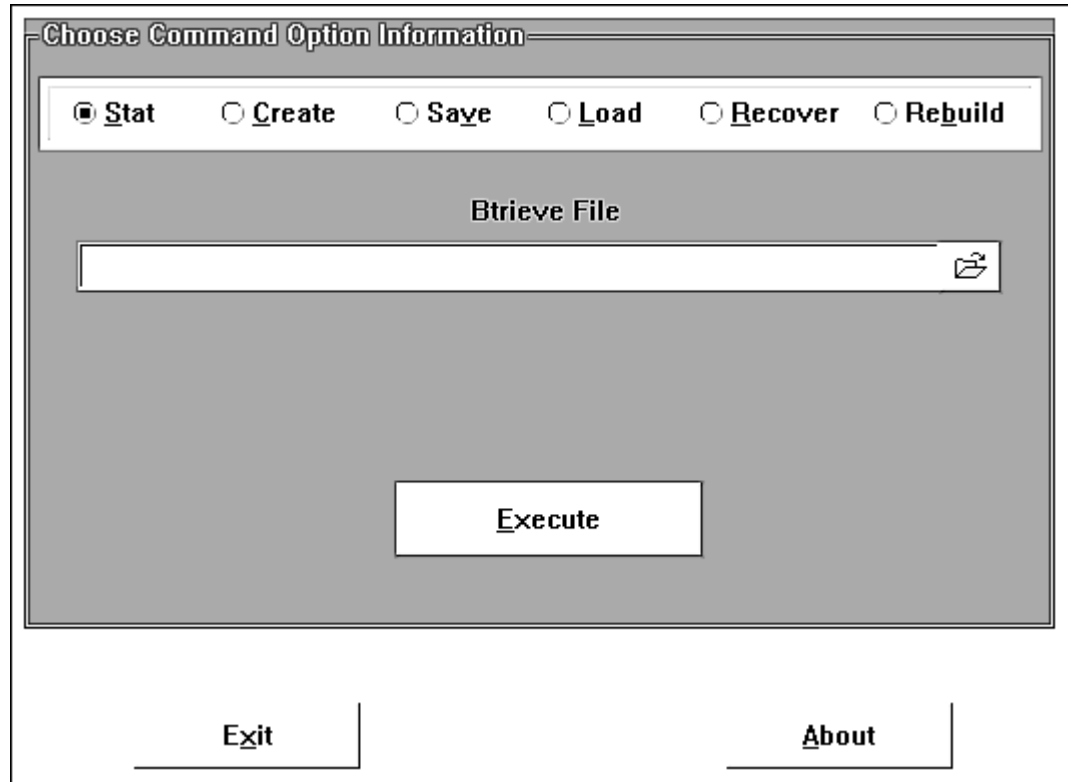 Choose Command Option Information
Stat Create Save Load Recover Rebuild
Btrieve File
Execute
Exit About